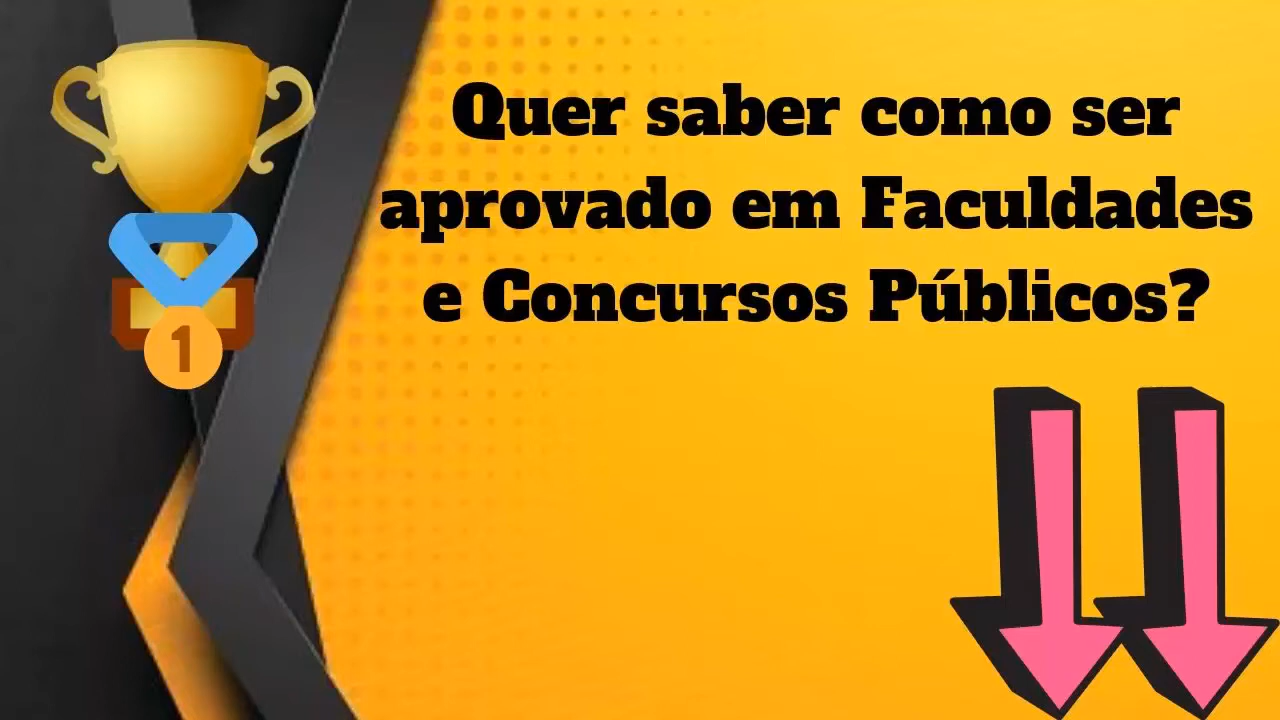 Quer saber como ser
aprovado em Faculdades
e Concursos Públicos?
1